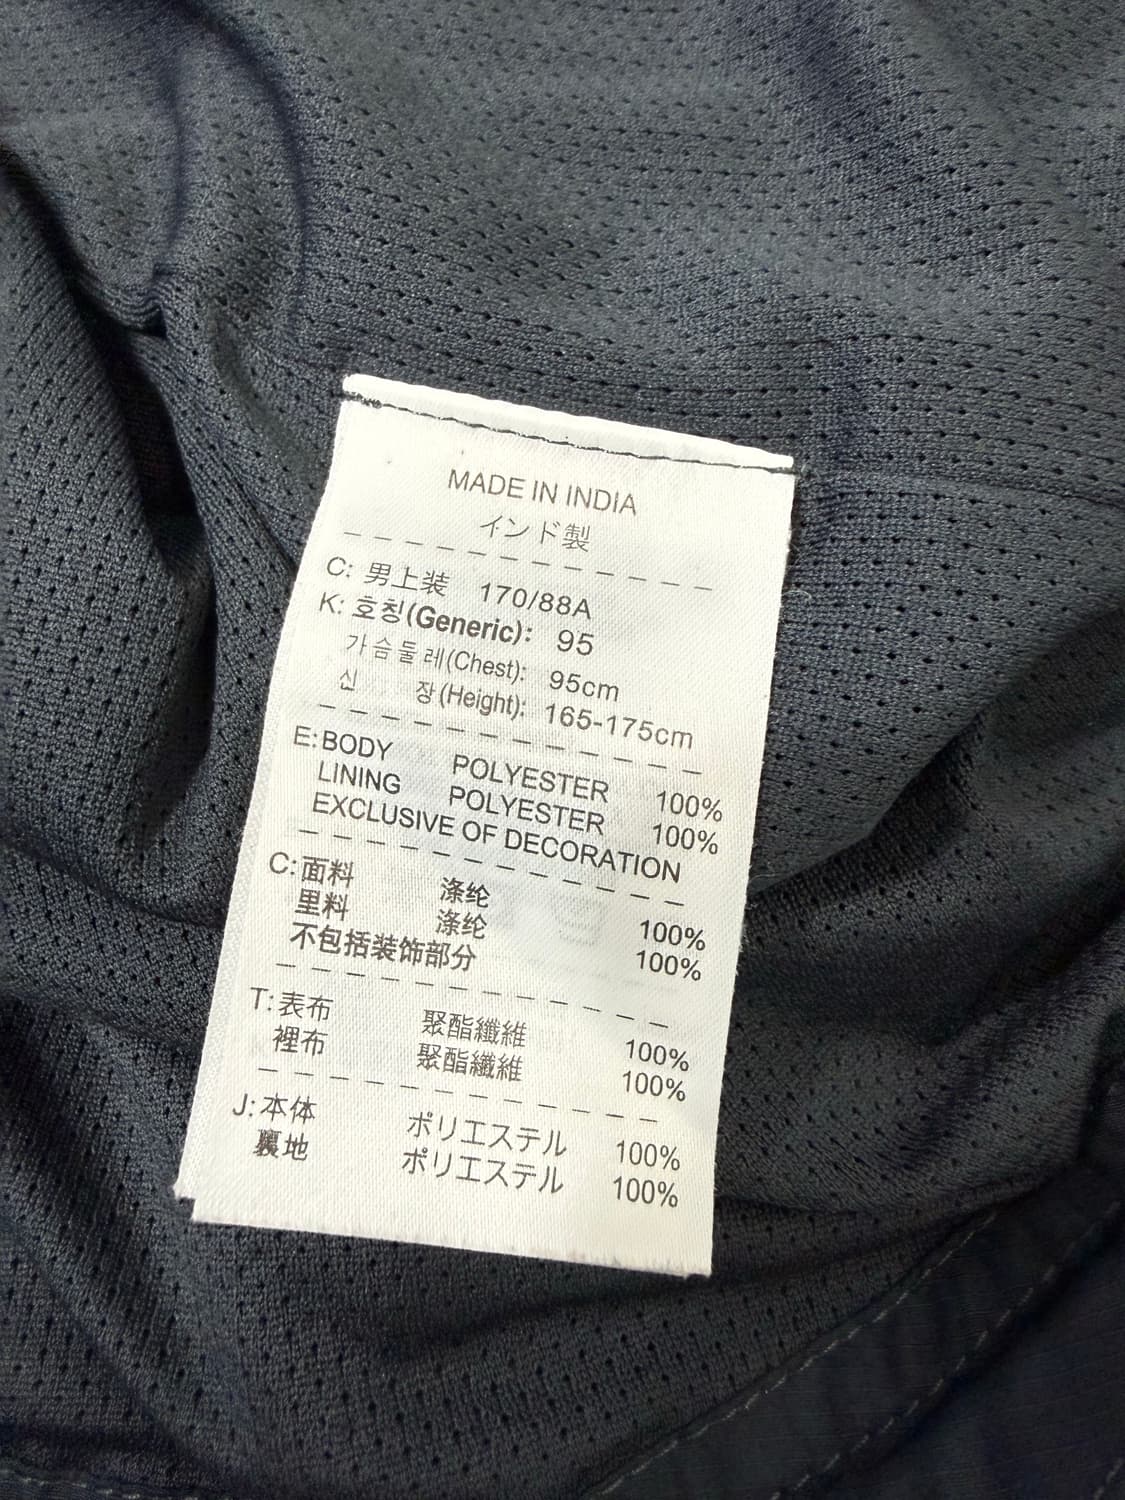 MADE IN INDIA
インド製
C: 男上装 170/88A
K: 호칭(Generic): 95
가슴둘레(Chest): 95cm
신 장(Height): 165-175cm
E: BODY POLYESTER 100%
LINING POLYESTER 100%
EXCLUSIVE OF DECORATION
C: 面料 涤纶 100%
里料 涤纶 100%
不包括装饰部分
T: 表布 聚酯纖維 100%
裡布 聚酯纖維 100%
J: 本体 ポリエステル 100%
裏地 ポリエステル 100%